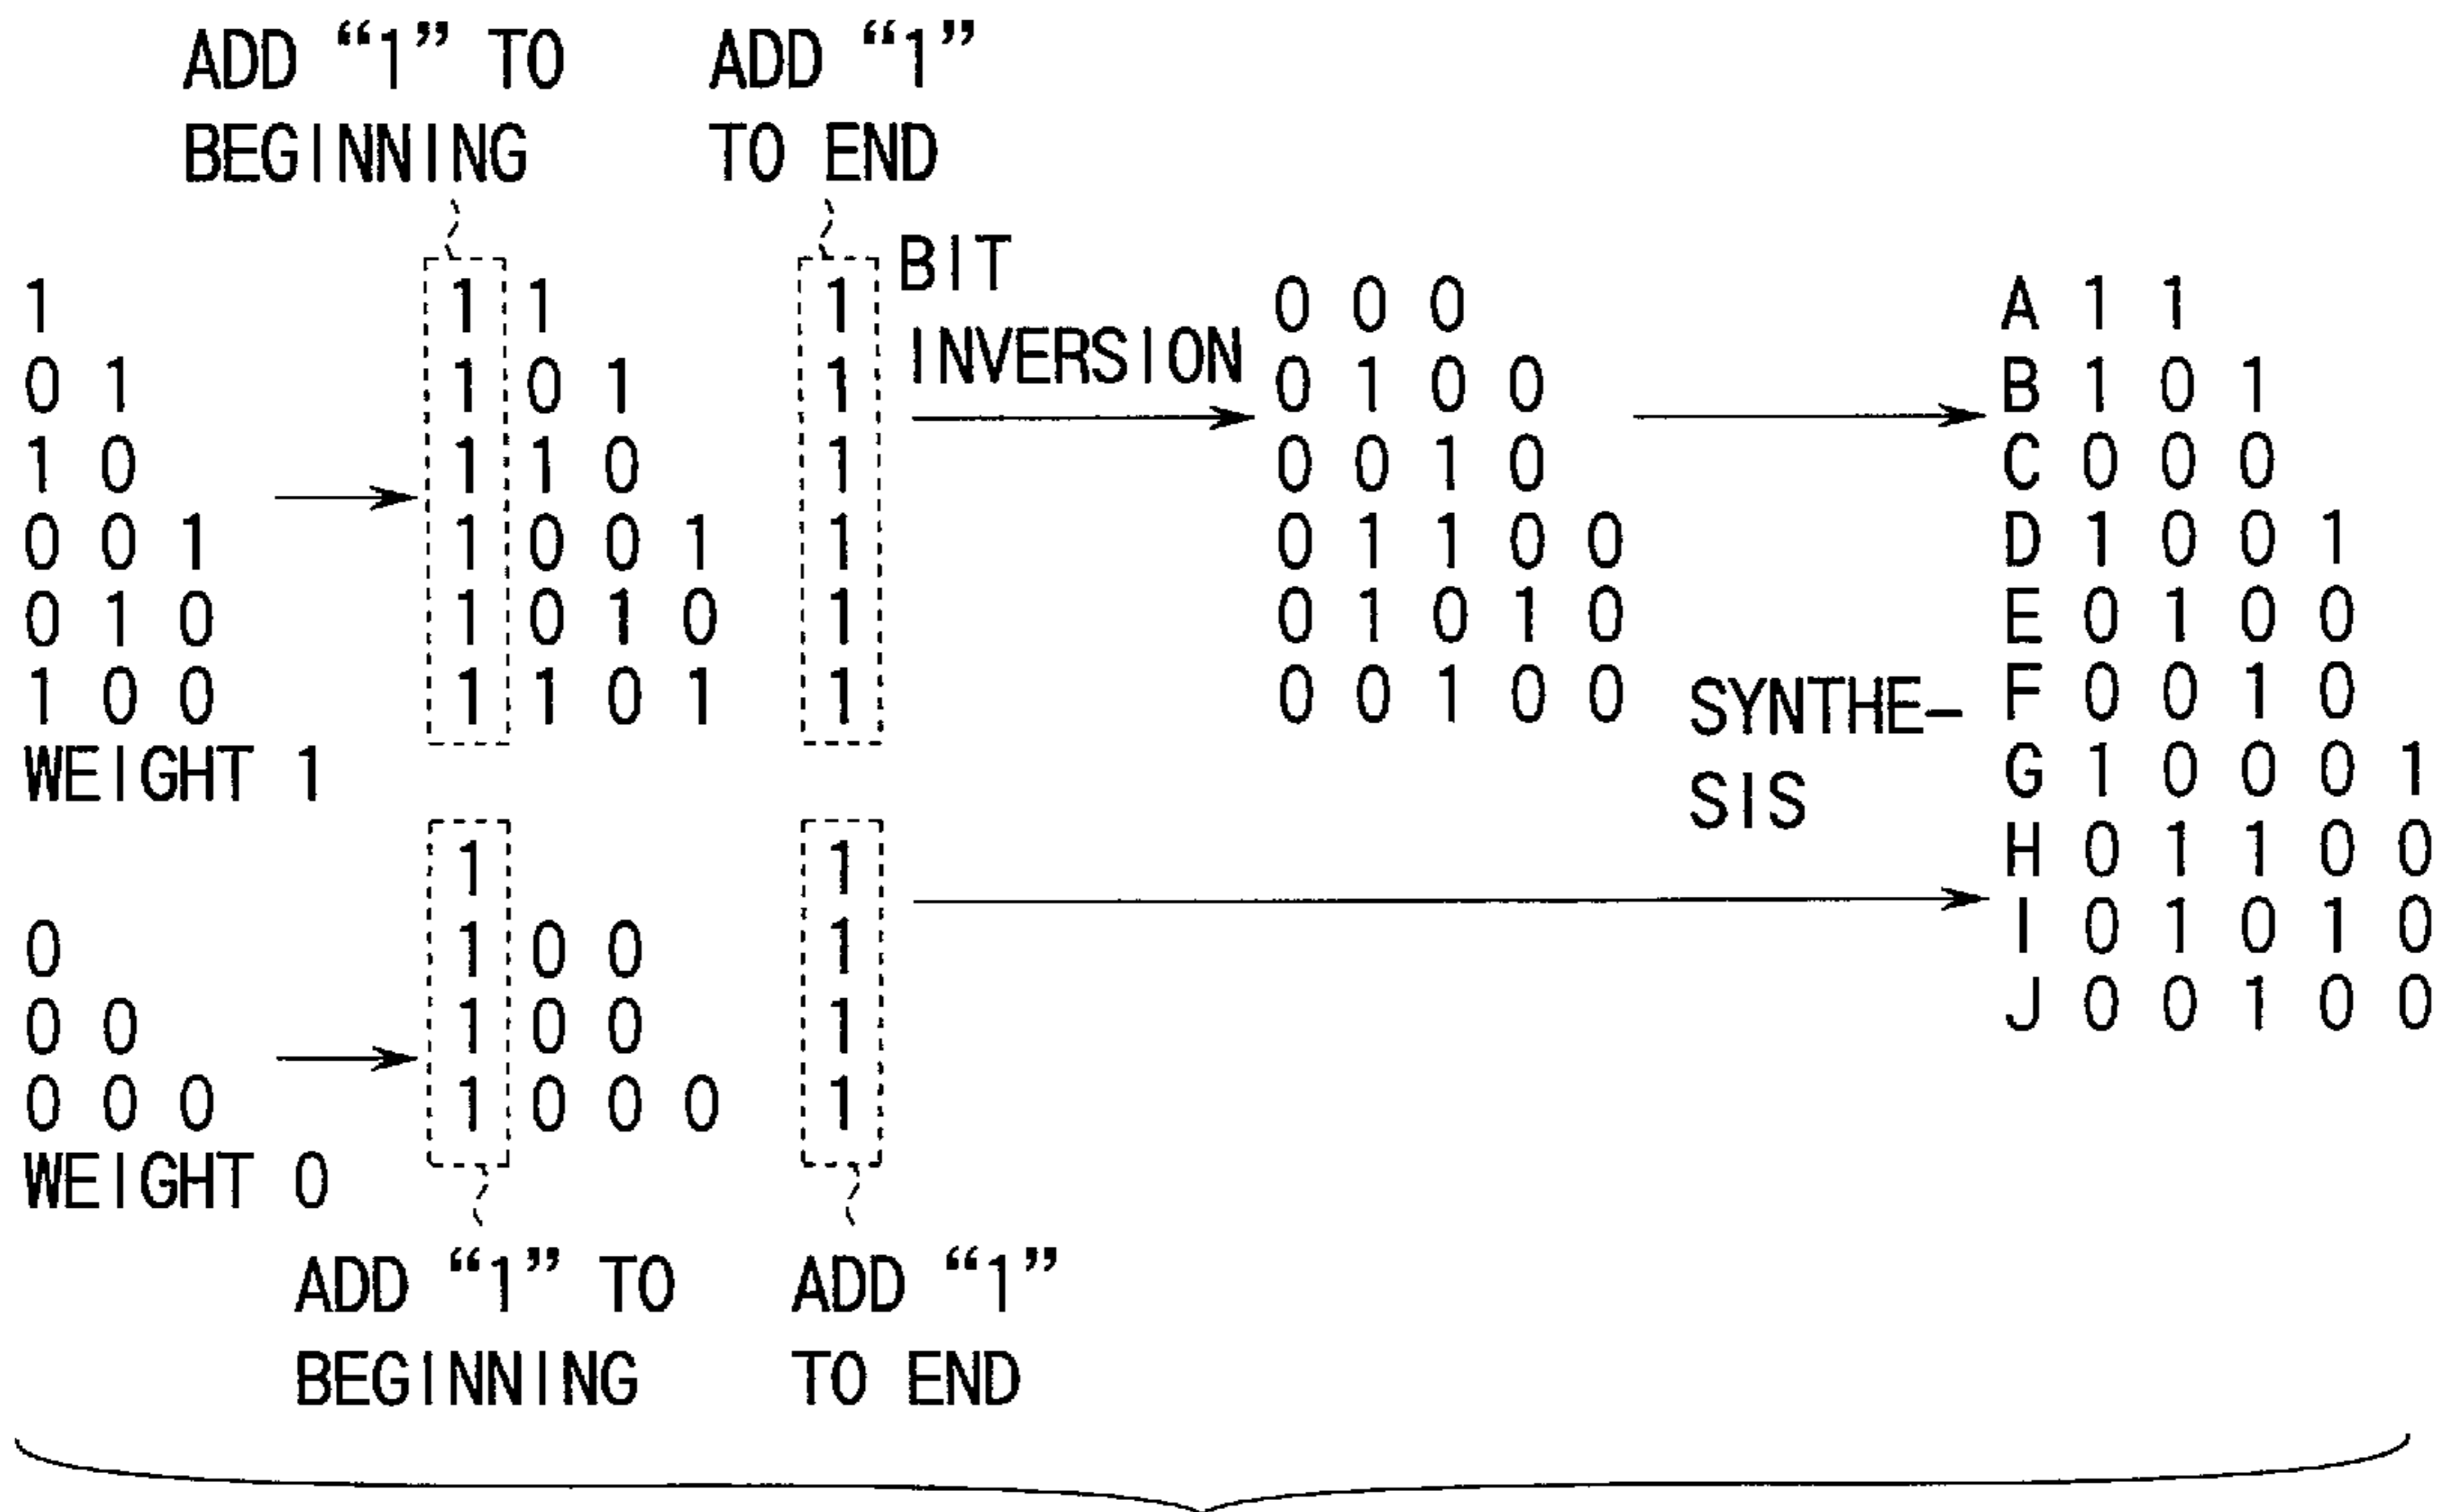 ADD “1” TO BEGINNING
ADD “1” TO END
1
0 1
1 0
0 0 1
0 1 0
1 0 0
WEIGHT 1
1 1 1
1 0 1 1
1 1 0 1
1 0 0 1 1
1 0 1 0 1
1 1 0 1 1
BIT INVERSION
0 0 0
0 1 0 0
0 0 1 0
0 1 1 0 0
0 1 0 1 0
0 0 1 0 0
SYNTHE-
SIS
A 1 1
B 1 0 1
C 0 0 0
D 1 0 0 1
E 0 1 0 0
F 0 0 1 0
G 1 0 0 0 1
H 0 1 1 0 0
I 0 1 0 1 0
J 0 0 1 0 0
0
0 0
0 0 0
WEIGHT 0
1 1
1 0 0 1
1 0 0 1
1 0 0 0 1
ADD “1” TO BEGINNING
ADD “1” TO END